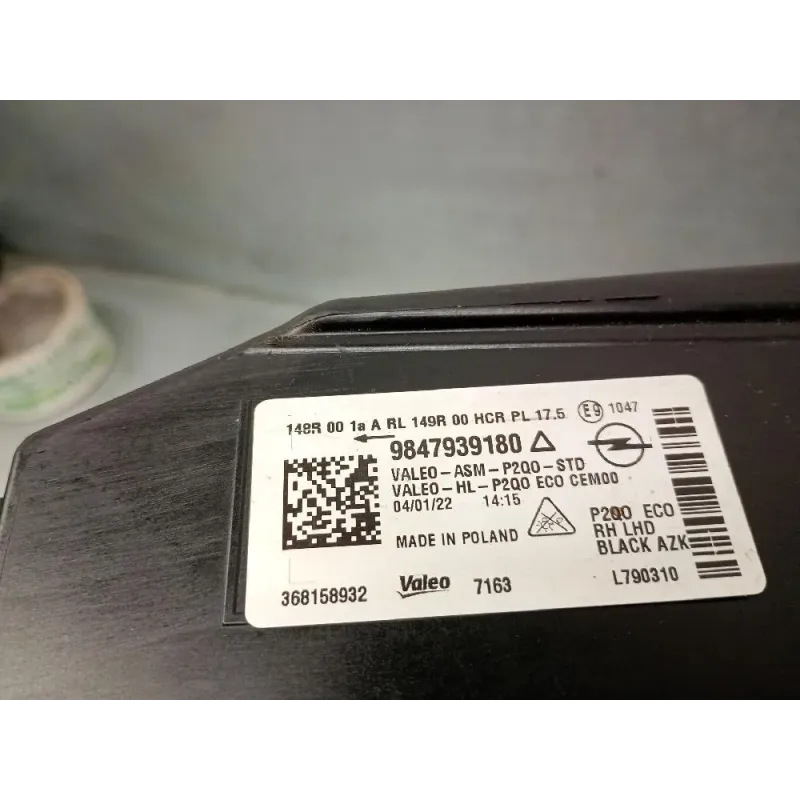 148R 00 1a A RL 149R 00 HCR PL 17.5 E9 1047
9847939180
VALEO-ASM-P2QO-STD
VALEO-HL-P2QO ECO CEM00
04/01/22 14:15
P2QO ECO
RH LHD
MADE IN POLAND
BLACK AZK
368158932 Valeo 7163 L790310